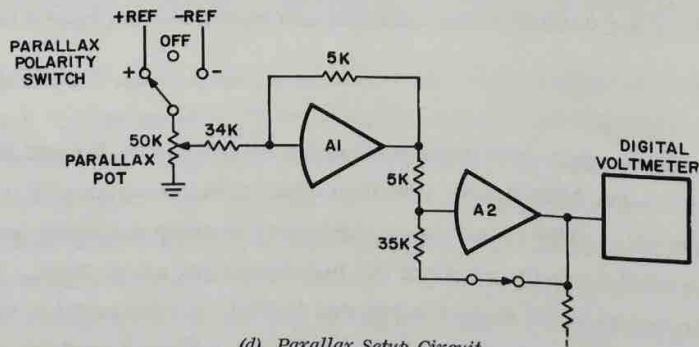 +REF -REF
OFF
PARALLAX
POLARITY
SWITCH
+ -
5K
50K 34K
A1
PARALLAX
POT
5K
A2
35K
DIGITAL
VOLTMETER
(d) Parallax Setup Circuit